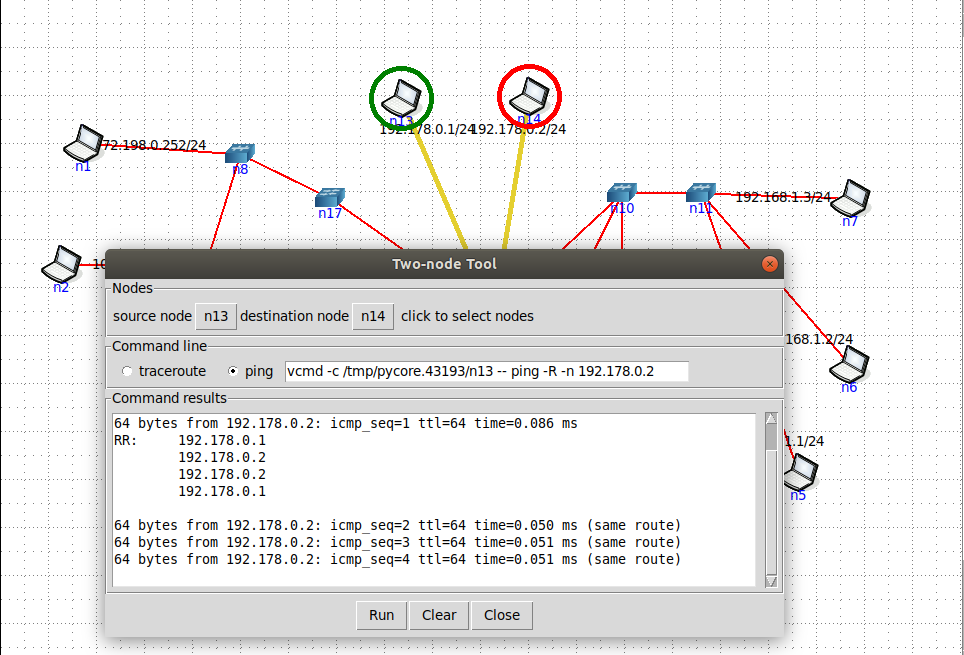 n13
n14
192.178.0.1/24
192.178.0.2/24
72.198.0.252/24
n1
n8
n17
n10
n11
192.168.1.3/24
n7
n2
10
Two-node Tool
Nodes
source node n13 destination node n14 click to select nodes
168.1.2/24
Command line
traceroute ping vcmd -c /tmp/pycore.43193/n13 -- ping -R -n 192.178.0.2
n6
Command results
64 bytes from 192.178.0.2: icmp_seq=1 ttl=64 time=0.086 ms
RR: 192.178.0.1
1.1/24
192.178.0.2
192.178.0.2
192.178.0.1
n5
64 bytes from 192.178.0.2: icmp_seq=2 ttl=64 time=0.050 ms (same route)
64 bytes from 192.178.0.2: icmp_seq=3 ttl=64 time=0.051 ms (same route)
64 bytes from 192.178.0.2: icmp_seq=4 ttl=64 time=0.051 ms (same route)
Run Clear Close